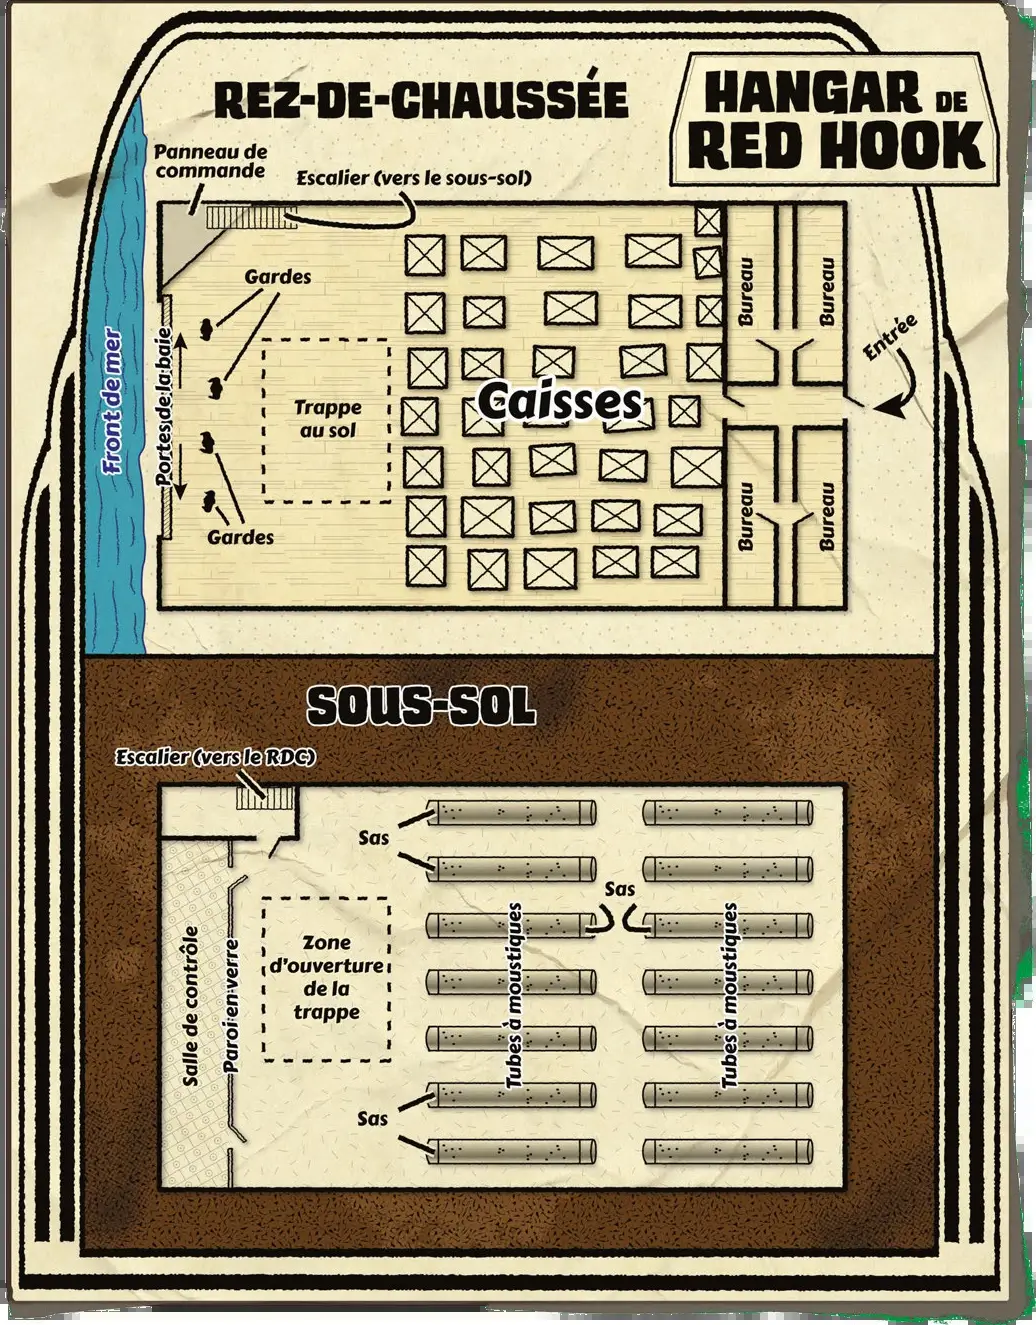 REZ-DE-CHAUSSÉE
HANGAR DE
RED HOOK
Panneau de
commande
Escalier (vers le sous-sol)
Gardes
Bureau
Bureau
Entrée
Front de mer
Portes de la baie
Trappe
au sol
Caisses
Gardes
Bureau
Bureau
SOUS-SOL
Escalier (vers le RDC)
Sas
Sas
Salle de contrôle
Paroi en verre
Zone
d'ouverture
de la
trappe
Tubes à moustiques
Tubes à moustiques
Sas